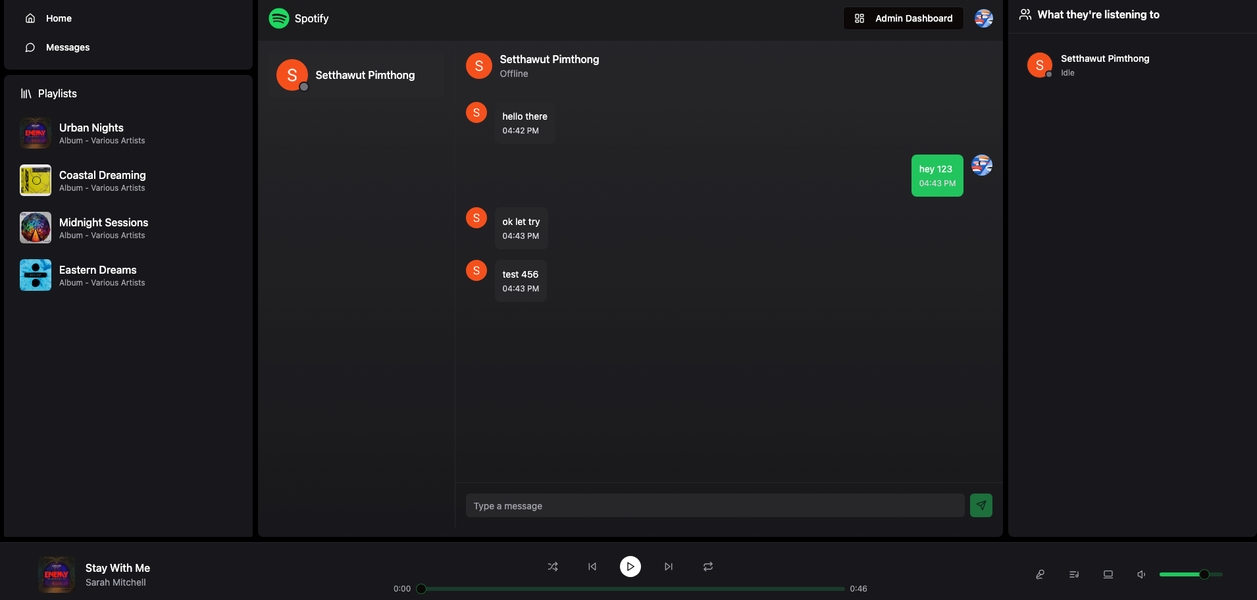 Home
Messages
Playlists
Urban Nights
Album - Various Artists
Coastal Dreaming
Album - Various Artists
Midnight Sessions
Album - Various Artists
Eastern Dreams
Album - Various Artists
Spotify
Admin Dashboard
S
Setthawut Pimthong
S
Setthawut Pimthong
Offline
S
hello there
04:42 PM
hey 123
04:43 PM
S
ok let try
04:43 PM
S
test 456
04:43 PM
Type a message
What they're listening to
S
Setthawut Pimthong
Idle
ENEMY
Stay With Me
Sarah Mitchell
0:00
0:46